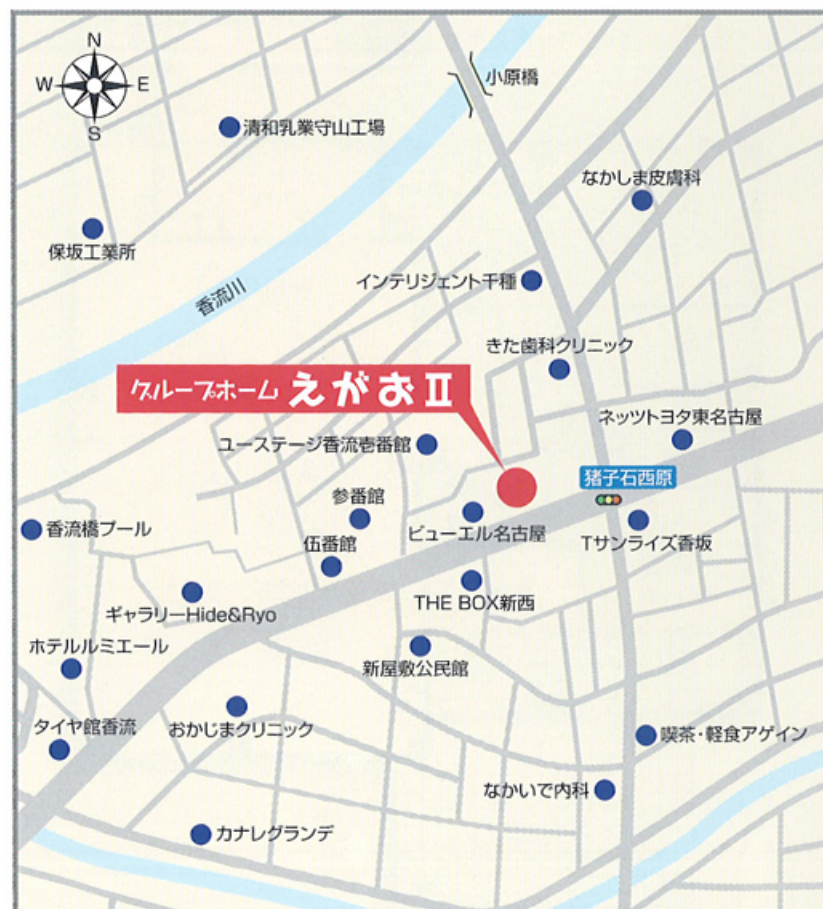 N
W E
S
小原橋
清和乳業守山工場
なかしま皮膚科
保坂工業所
インテリジェント千種
香流川
きた歯科クリニック
グループホーム えがおⅡ
ネッツトヨタ東名古屋
ユーステージ香流壱番館
猪子石西原
参番館
香流橋プール
ビューエル名古屋
Tサンライズ香坂
伍番館
THE BOX新西
ギャラリーHide&Ryo
ホテルルミエール
新屋敷公民館
タイヤ館香流
おかじまクリニック
喫茶・軽食アゲイン
なかいで内科
カナレグランデ